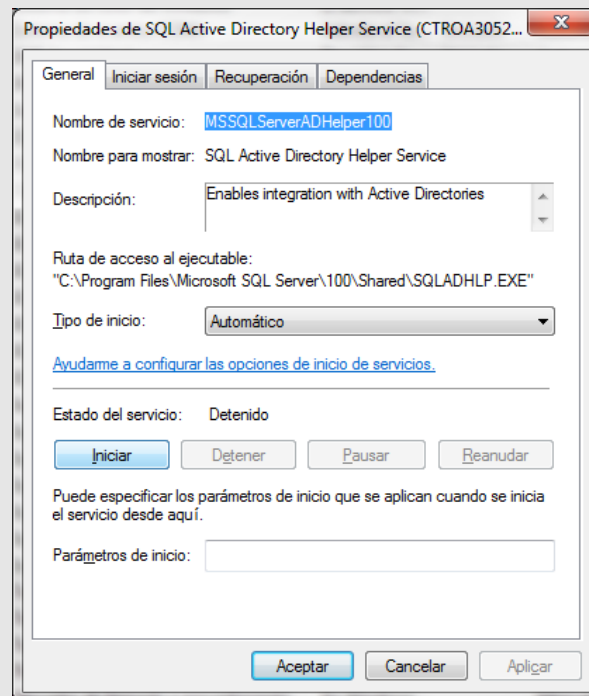 Propiedades de SQL Active Directory Helper Service (CTROA3052...
General Iniciar sesión Recuperación Dependencias
Nombre de servicio: MSSQLServerADHelper100
Nombre para mostrar: SQL Active Directory Helper Service
Descripción: Enables integration with Active Directories
Ruta de acceso al ejecutable:
"C:\Program Files\Microsoft SQL Server\100\Shared\SQLADHLP.EXE"
Tipo de inicio: Automático
Ayudarme a configurar las opciones de inicio de servicios.
Estado del servicio: Detenido
Iniciar Detener Pausar Reanudar
Puede especificar los parámetros de inicio que se aplican cuando se inicia
el servicio desde aquí.
Parámetros de inicio:
Aceptar Cancelar Aplicar